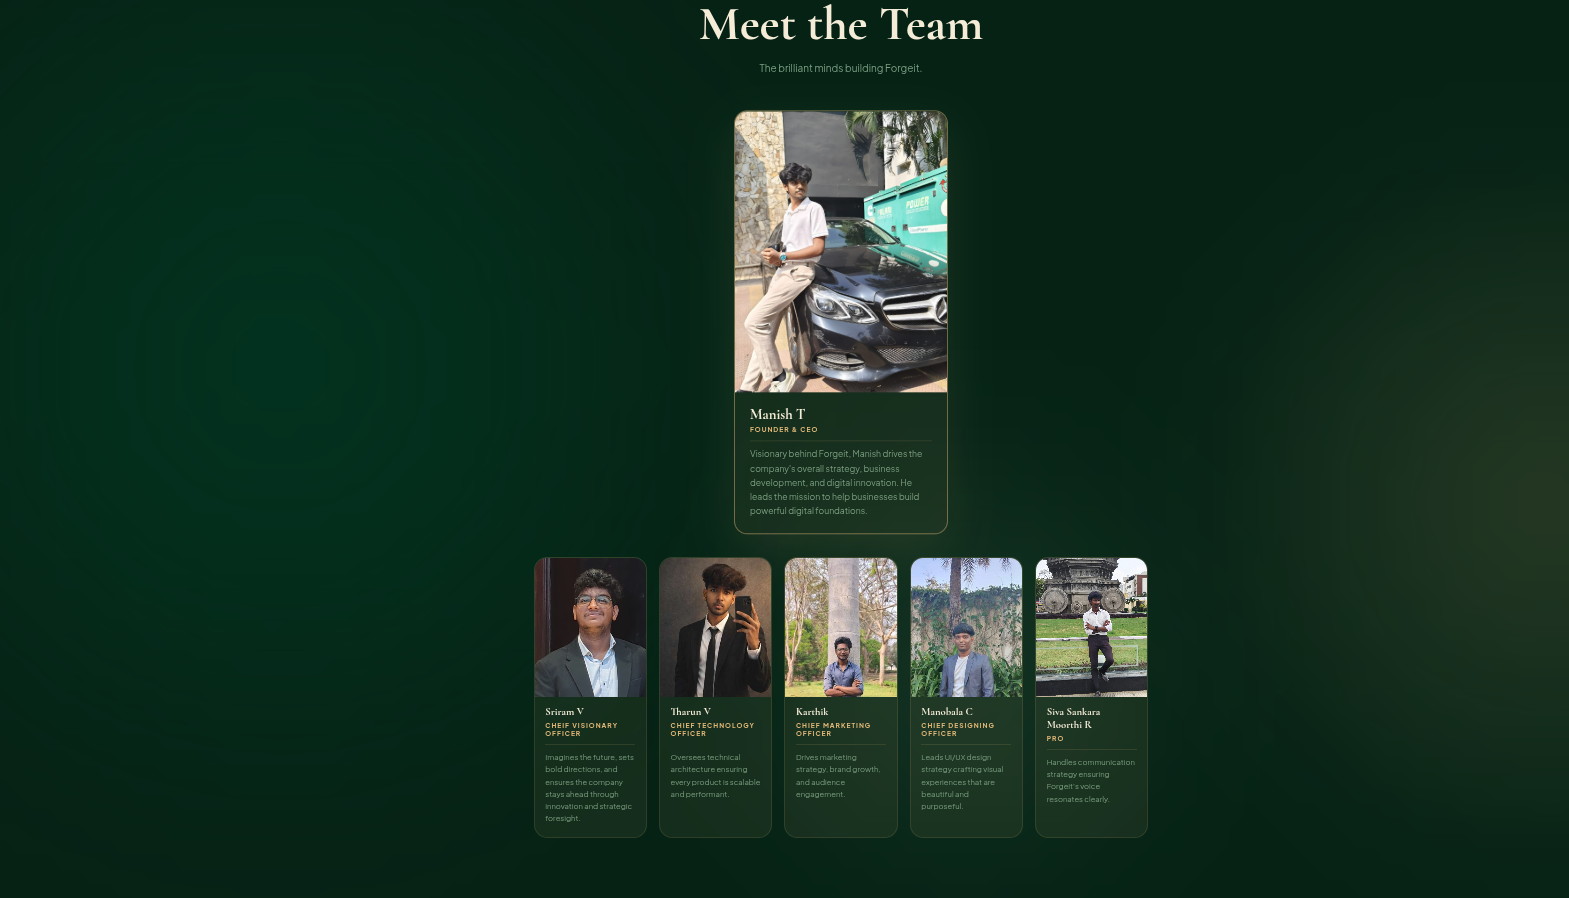 Meet the Team
The brilliant minds building Forgeit.
POWER
Manish T
FOUNDER & CEO
Visionary behind Forgeit, Manish drives the
company's overall strategy, business
development, and digital innovation. He
leads the mission to help businesses build
powerful digital foundations.
Sriram V
CHEIF VISIONARY
OFFICER
Imagines the future, sets
bold directions, and
ensures the company
stays ahead through
innovation and strategic
foresight.
Tharun V
CHIEF TECHNOLOGY
OFFICER
Oversees technical
architecture ensuring
every product is scalable
and performant.
Karthik
CHIEF MARKETING
OFFICER
Drives marketing
strategy, brand growth,
and audience
engagement.
Manobala C
CHIEF DESIGNING
OFFICER
Leads UI/UX design
strategy crafting visual
experiences that are
beautiful and
purposeful.
Siva Sankara
Moorthi R
PRO
Handles communication
strategy ensuring
Forgeit's voice
resonates clearly.